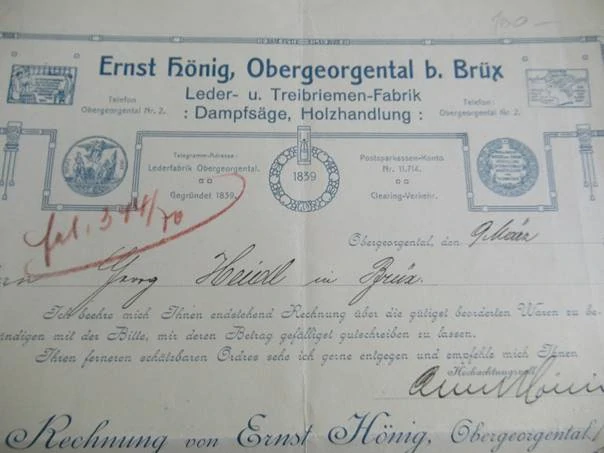 100–
Ernst Hönig, Obergeorgental b. Brüx
Leder- u. Treibriemen-Fabrik
: Dampfsäge, Holzhandlung :
Telefon
Obergeorgental Nr. 2.
Telefon:
Obergeorgental Nr. 2.
Telegramm-Adresse:
Lederfabrik Obergeorgental.
Gegründet 1839.
1839
Postsparkassen-Konto
Nr. 11.714.
Clearing-Verkehr.
Obergeorgental, den 9 März
Georg Heidl in Brüx.
Ich beehre mich Ihnen endstehend Rechnung über die gütigst beorderten Waren zu be-
ndigen mit der Bitte, mir deren Betrag gefälligst gutschreiben zu lassen.
Ihren ferneren schätzbaren Ordres sehe ich gerne entgegen und empfehle mich Ihnen
Hochachtungsvoll
Rechnung von Ernst Hönig, Obergeorgental